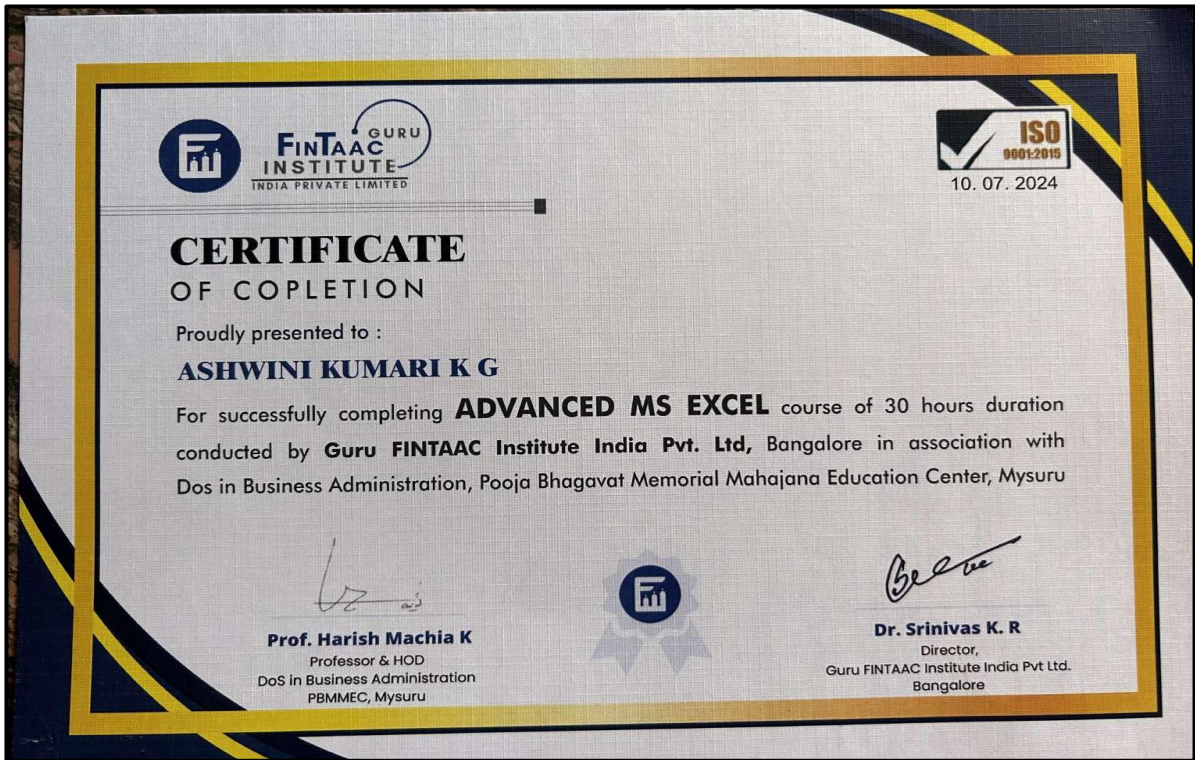 GURU
FINTAAC
INSTITUTE
INDIA PRIVATE LIMITED
ISO
9001:2015
10. 07. 2024
CERTIFICATE
OF COPLETION
Proudly presented to :
ASHWINI KUMARI K G
For successfully completing ADVANCED MS EXCEL course of 30 hours duration
conducted by Guru FINTAAC Institute India Pvt. Ltd, Bangalore in association with
Dos in Business Administration, Pooja Bhagavat Memorial Mahajana Education Center, Mysuru
Prof. Harish Machia K
Professor & HOD
DoS in Business Administration
PBMMEC, Mysuru
Dr. Srinivas K. R
Director,
Guru FINTAAC Institute India Pvt Ltd.
Bangalore